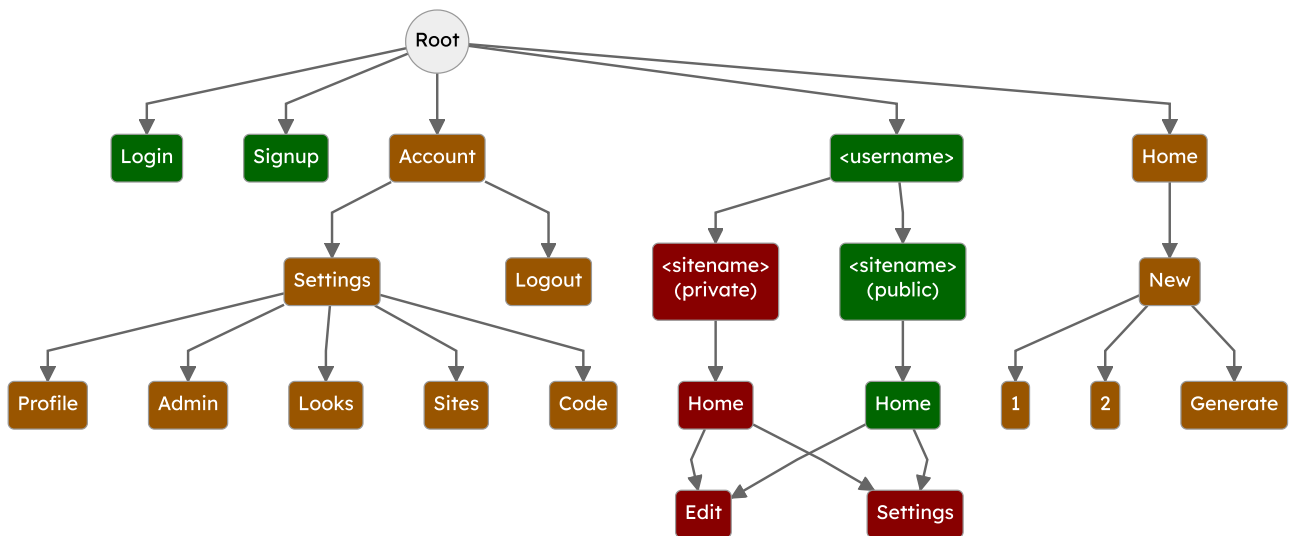 Root
Login
Signup
Account
<username>
Home
Settings
Logout
<sitename>
(private)
<sitename>
(public)
New
Profile
Admin
Looks
Sites
Code
Home
Home
1
2
Generate
Edit
Settings